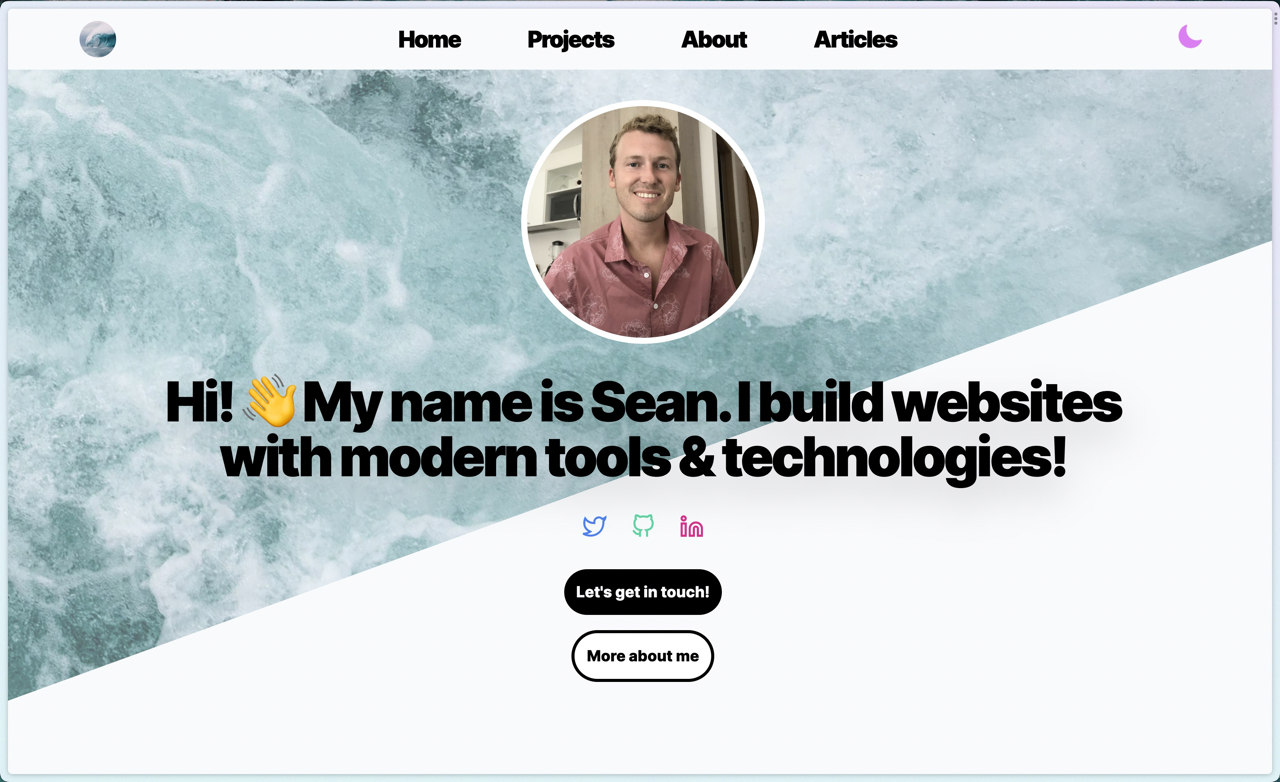 Home Projects About Articles
Hi! 👋 My name is Sean. I build websites
with modern tools & technologies!
Let's get in touch!
More about me